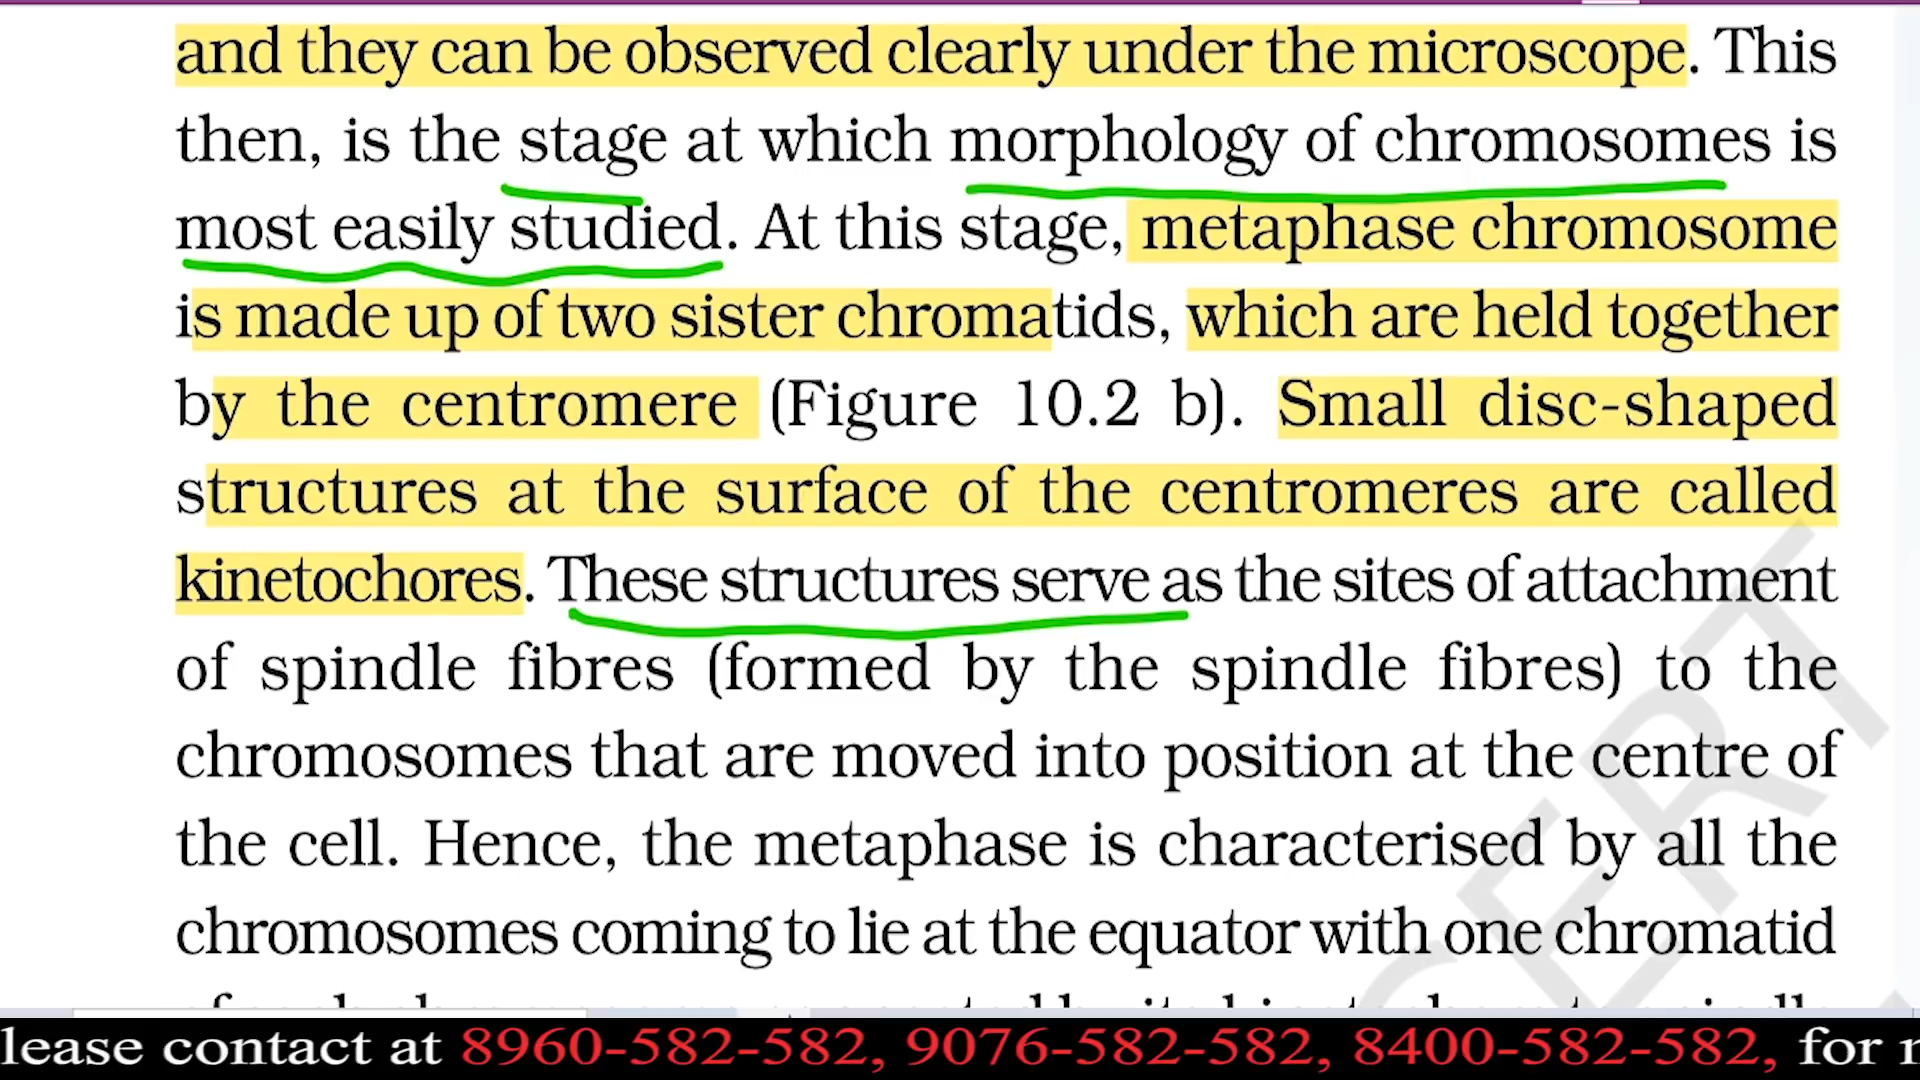 and they can be observed clearly under the microscope. This
then, is the stage at which morphology of chromosomes is
most easily studied. At this stage, metaphase chromosome
is made up of two sister chromatids, which are held together
by the centromere (Figure 10.2 b). Small disc-shaped
structures at the surface of the centromeres are called
kinetochores. These structures serve as the sites of attachment
of spindle fibres (formed by the spindle fibres) to the
chromosomes that are moved into position at the centre of
the cell. Hence, the metaphase is characterised by all the
chromosomes coming to lie at the equator with one chromatid
lease contact at 8960-582-582, 9076-582-582, 8400-582-582, for